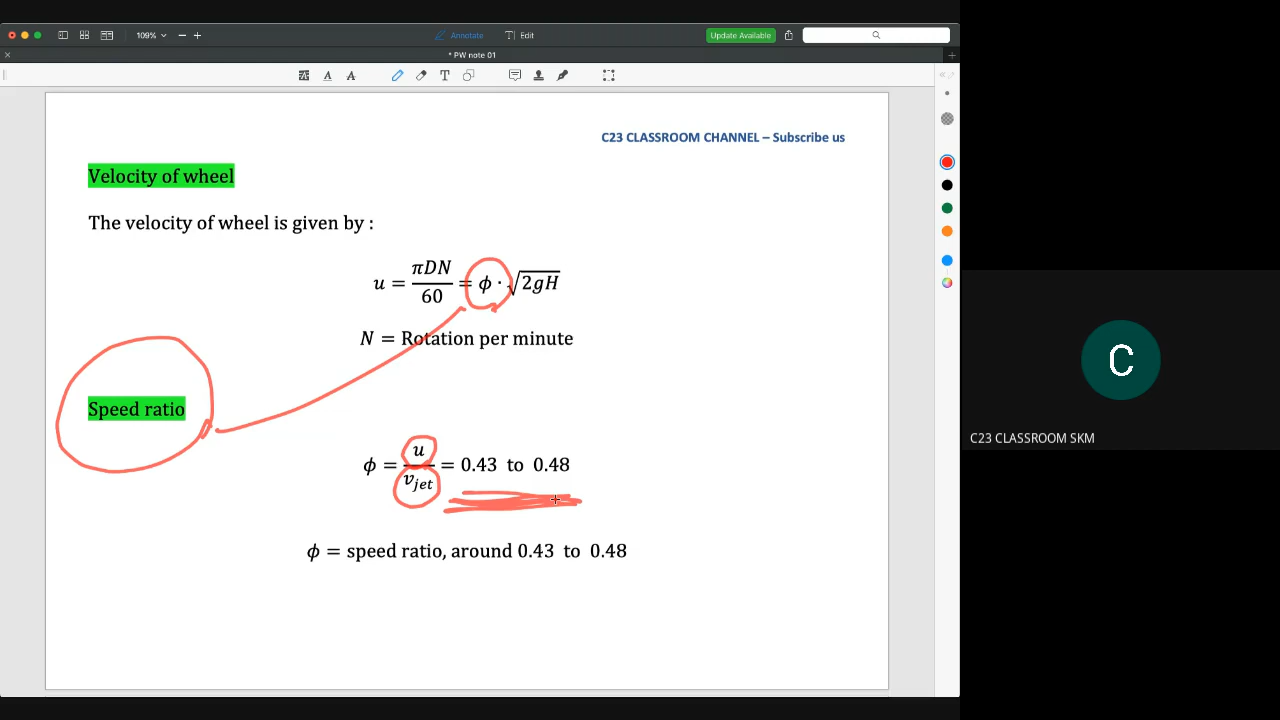 109%
Annotate
Edit
Update Available
* PW note 01
C23 CLASSROOM CHANNEL – Subscribe us
Velocity of wheel
The velocity of wheel is given by :
u = πDN/60 = ϕ · √2gH
N = Rotation per minute
Speed ratio
ϕ = u/v_jet = 0.43 to 0.48
ϕ = speed ratio, around 0.43 to 0.48
C
C23 CLASSROOM SKM